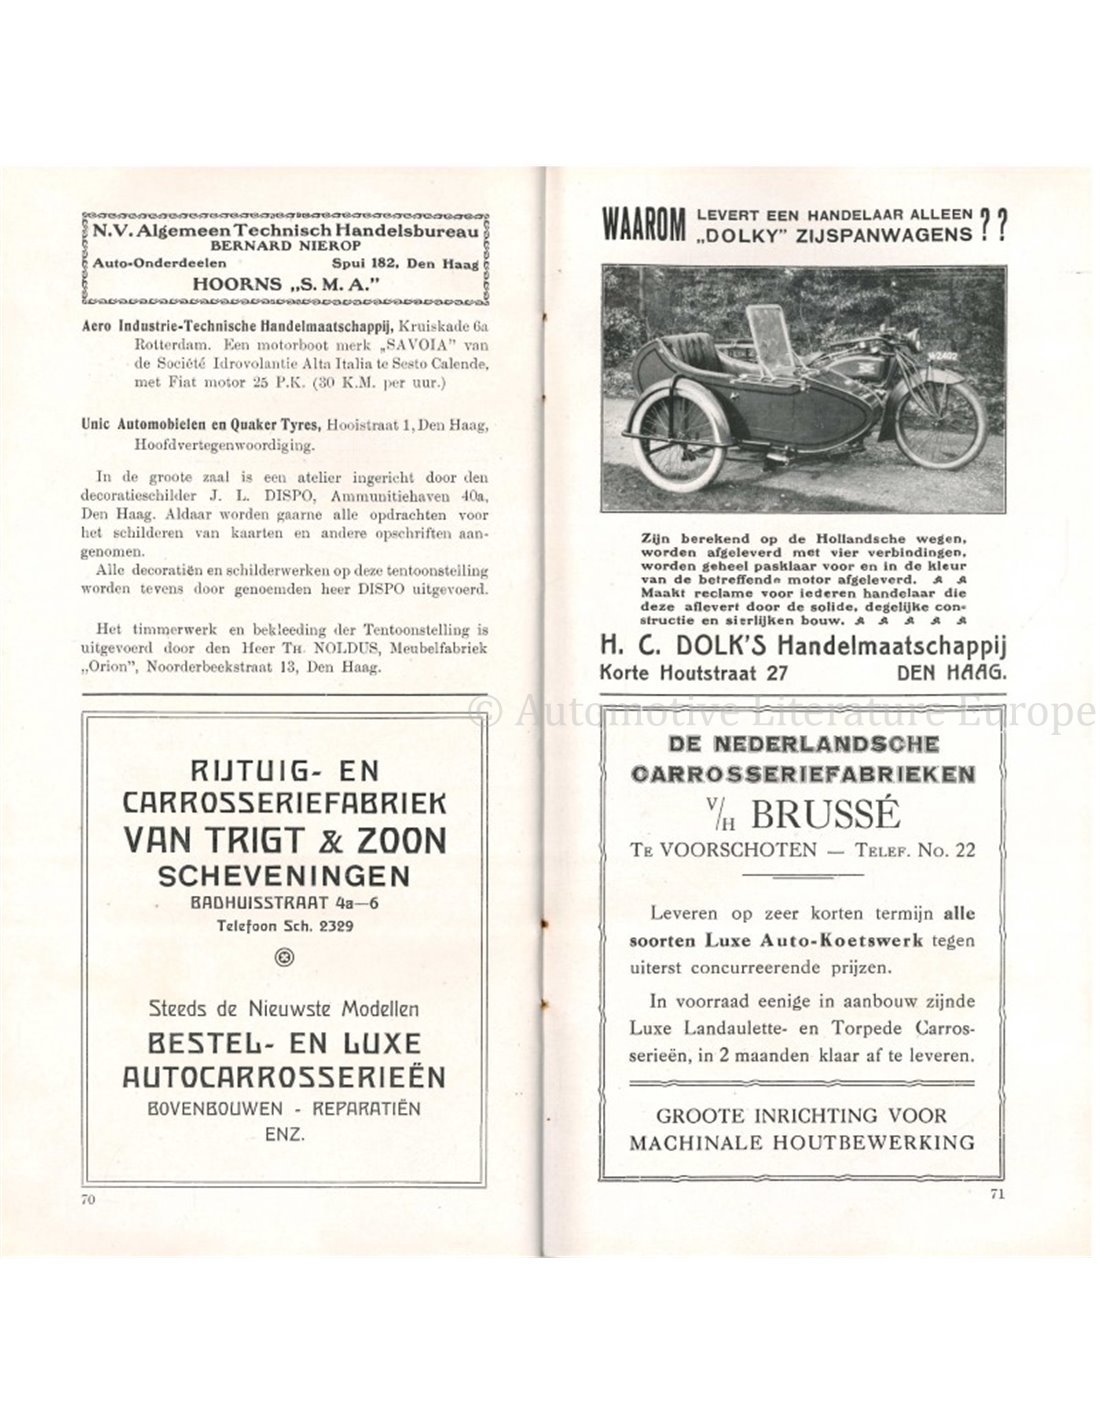 N.V. Algemeen Technisch Handelsbureau
BERNARD NIEROP
Auto-Onderdeelen Spui 182, Den Haag
HOORNS „S. M. A.”
Aero Industrie-Technische Handelmaatschappij, Kruiskade 6a
Rotterdam. Een motorboot merk „SAVOIA” van
de Société Idrovolantie Alta Italia te Sesto Calende,
met Fiat motor 25 P.K. (30 K.M. per uur.)
Unic Automobielen en Quaker Tyres, Hooistraat 1, Den Haag,
Hoofdvertegenwoordiging.
In de groote zaal is een atelier ingericht door den
decoratieschilder J. L. DISPO, Ammunitiehaven 40a,
Den Haag. Aldaar worden gaarne alle opdrachten voor
het schilderen van kaarten en andere opschriften aan-
genomen.
Alle decoratiën en schilderwerken op deze tentoonstelling
worden tevens door genoemden heer DISPO uitgevoerd.
Het timmerwerk en bekleeding der Tentoonstelling is
uitgevoerd door den Heer TH. NOLDUS, Meubelfabriek
„Orion”, Noorderbeekstraat 13, Den Haag.
RIJTUIG- EN
CARROSSERIEFABRIEK
VAN TRIGT & ZOON
SCHEVENINGEN
BADHUISSTRAAT 4a—6
Telefoon Sch. 2329
Steeds de Nieuwste Modellen
BESTEL- EN LUXE
AUTOCARROSSERIEËN
BOVENBOUWEN - REPARATIËN
ENZ.
70
WAAROM LEVERT EEN HANDELAAR ALLEEN
„DOLKY” ZIJSPANWAGENS ??
Zijn berekend op de Hollandsche wegen,
worden afgeleverd met vier verbindingen,
worden geheel pasklaar voor en in de kleur
van de betreffende motor afgeleverd.
Maakt reclame voor iederen handelaar die
deze aflevert door de solide, degelijke con-
structie en sierlijken bouw.
H. C. DOLK'S Handelmaatschappij
Korte Houtstraat 27 DEN HAAG.
© Automotive Literature Europe
DE NEDERLANDSCHE
CARROSSERIEFABRIEKEN
V/H BRUSSÉ
TE VOORSCHOTEN — TELEF. NO. 22
Leveren op zeer korten termijn alle
soorten Luxe Auto-Koetswerk tegen
uiterst concurreerende prijzen.
In voorraad eenige in aanbouw zijnde
Luxe Landaulette- en Torpede Carros-
serieën, in 2 maanden klaar af te leveren.
GROOTE INRICHTING VOOR
MACHINALE HOUTBEWERKING
71